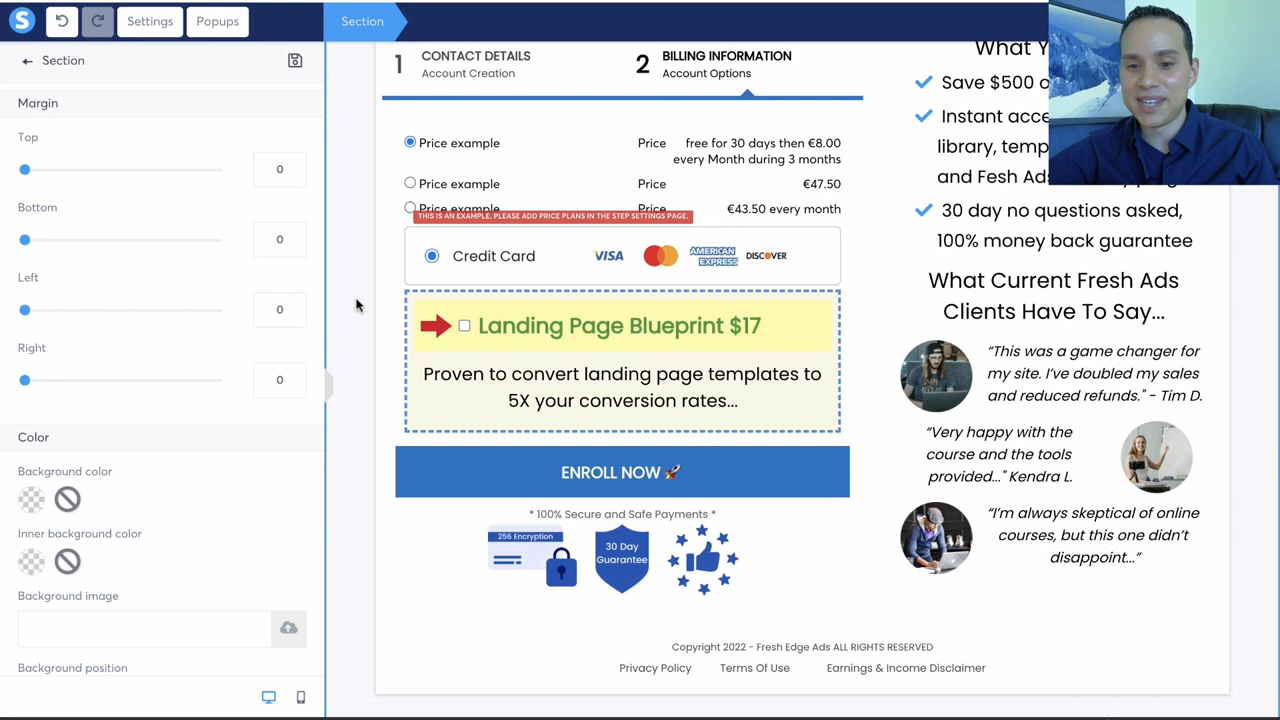 S
Settings
Popups
Section
Section
Margin
Top
0
Bottom
0
Left
0
Right
0
Color
Background color
Inner background color
Background image
Background position
1
CONTACT DETAILS
Account Creation
2
BILLING INFORMATION
Account Options
Price example Price free for 30 days then €8.00
every Month during 3 months
Price example Price €47.50
Price example Price €43.50 every month
THIS IS AN EXAMPLE. PLEASE ADD PRICE PLANS IN THE STEP SETTINGS PAGE.
Credit Card VISA AMERICAN EXPRESS DISCOVER
Landing Page Blueprint $17
Proven to convert landing page templates to
5X your conversion rates...
ENROLL NOW 🚀
* 100% Secure and Safe Payments *
256 Encryption
30 Day
Guarantee
What
Save $500
Instant
library,
and Fesh Ads
30 day no questions asked,
100% money back guarantee
What Current Fresh Ads
Clients Have To Say...
“This was a game changer for
my site. I’ve doubled my sales
and reduced refunds." - Tim D.
“Very happy with the
course and the tools
provided..." Kendra L.
“I’m always skeptical of online
courses, but this one didn’t
disappoint...”
Copyright 2022 - Fresh Edge Ads ALL RIGHTS RESERVED
Privacy Policy Terms Of Use Earnings & Income Disclaimer